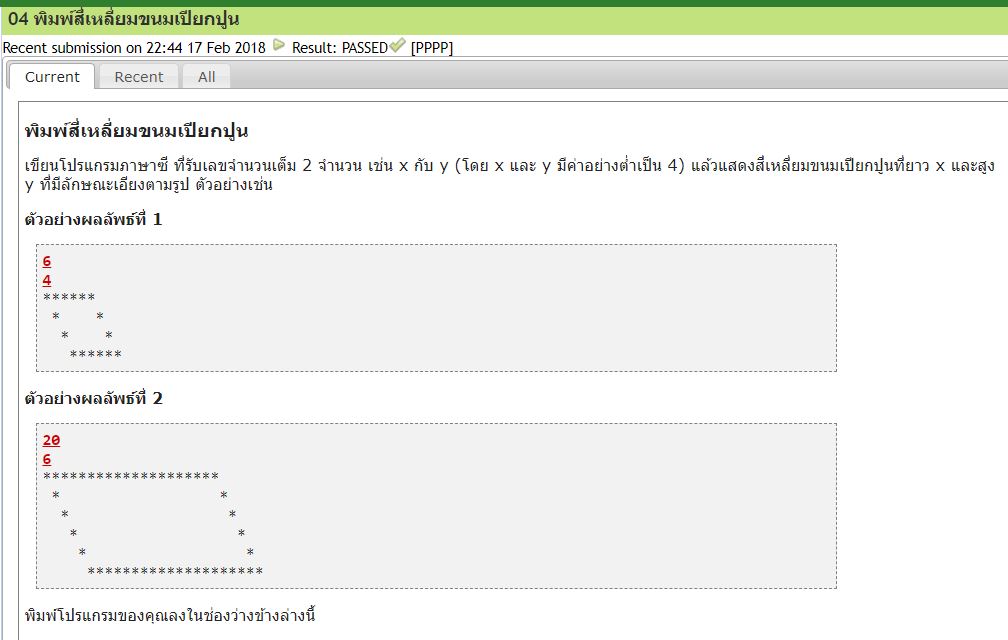 04 พิมพ์สี่เหลี่ยมขนมเปียกปูน
Recent submission on 22:44 17 Feb 2018 Result: PASSED [PPPP]
Current Recent All
พิมพ์สี่เหลี่ยมขนมเปียกปูน
เขียนโปรแกรมภาษาซี ที่รับเลขจำนวนเต็ม 2 จำนวน เช่น x กับ y (โดย x และ y มีค่าอย่างต่ำเป็น 4) แล้วแสดงสี่เหลี่ยมขนมเปียกปูนที่ยาว x และสูง
y ที่มีลักษณะเอียงตามรูป ตัวอย่างเช่น
ตัวอย่างผลลัพธ์ที่ 1
6
4
******
 *    *
  *    *
   ******
ตัวอย่างผลลัพธ์ที่ 2
20
6
********************
 *                  *
  *                  *
   *                  *
    *                  *
     ********************
พิมพ์โปรแกรมของคุณลงในช่องว่างข้างล่างนี้